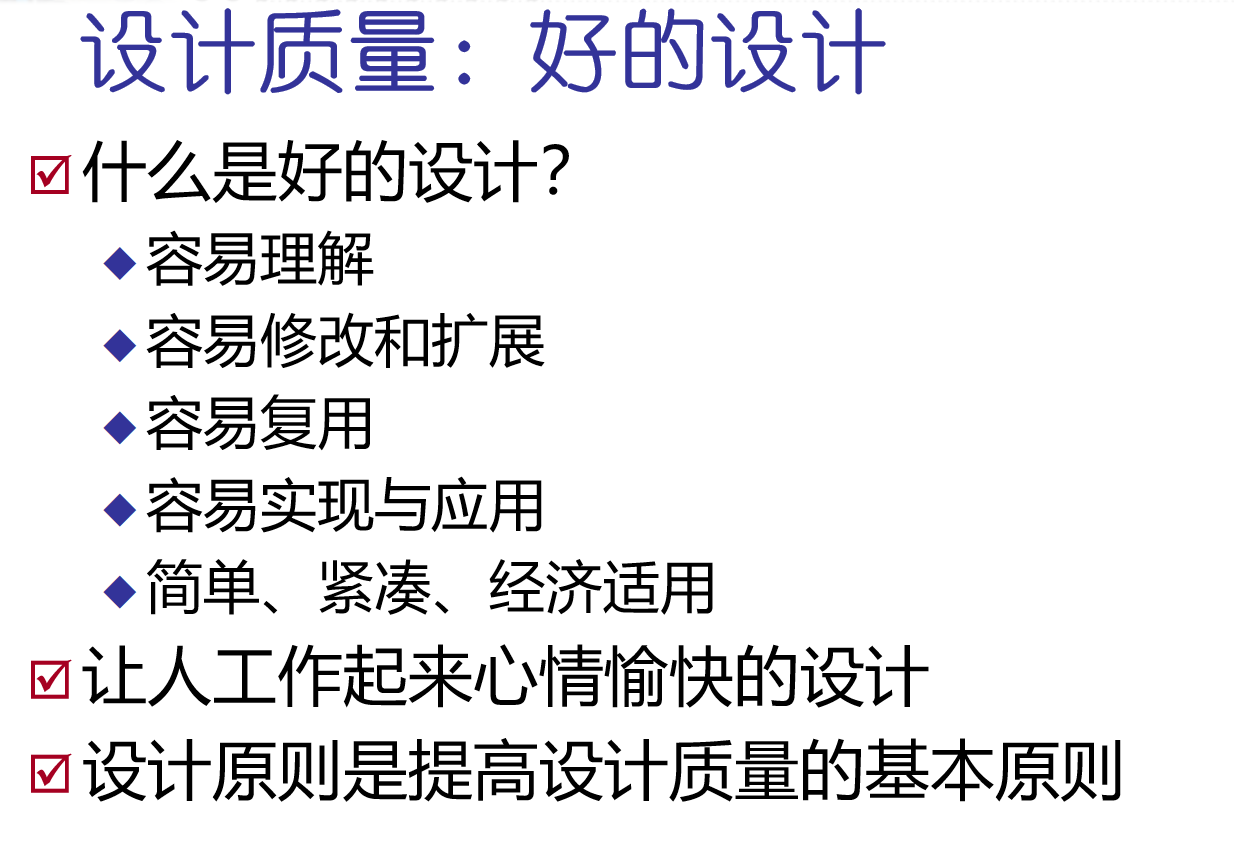 设计质量：好的设计
什么是好的设计？
容易理解
容易修改和扩展
容易复用
容易实现与应用
简单、紧凑、经济适用
让人工作起来心情愉快的设计
设计原则是提高设计质量的基本原则